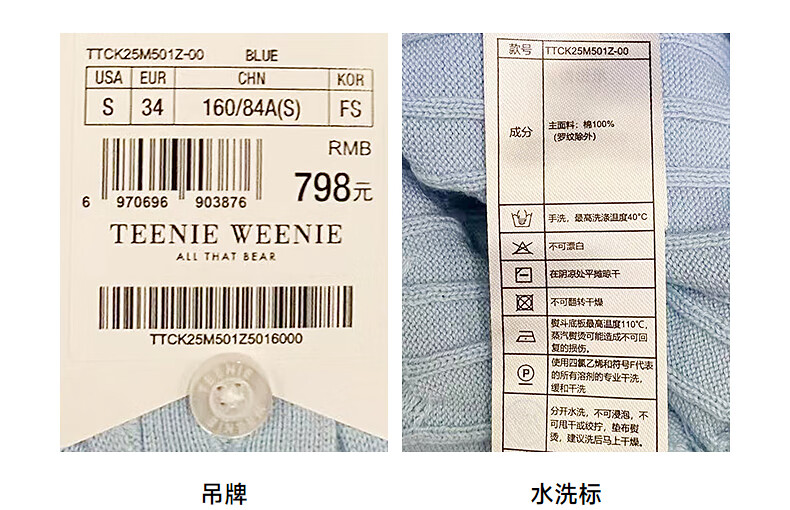 TTCK25M501Z-00 BLUE
USA EUR CHN KOR
S 34 160/84A(S) FS
RMB
798元
6 970696 903876
TEENIE WEENIE
ALL THAT BEAR
TTCK25M501Z5016000
TEENIE
吊牌
款号 TTCK25M501Z-00
成分 主面料：棉100%
（罗纹除外）
手洗，最高洗涤温度40°C
不可漂白
在阴凉处平摊晾干
不可翻转干燥
熨斗底板最高温度110°C，
蒸汽熨烫可能造成不可回
复的损伤。
P
使用四氯乙烯和符号F代表
的所有溶剂的专业干洗，
缓和干洗
分开水洗，不可浸泡，不
可甩干或绞拧，垫布熨
烫，建议洗后马上干燥。
水洗标